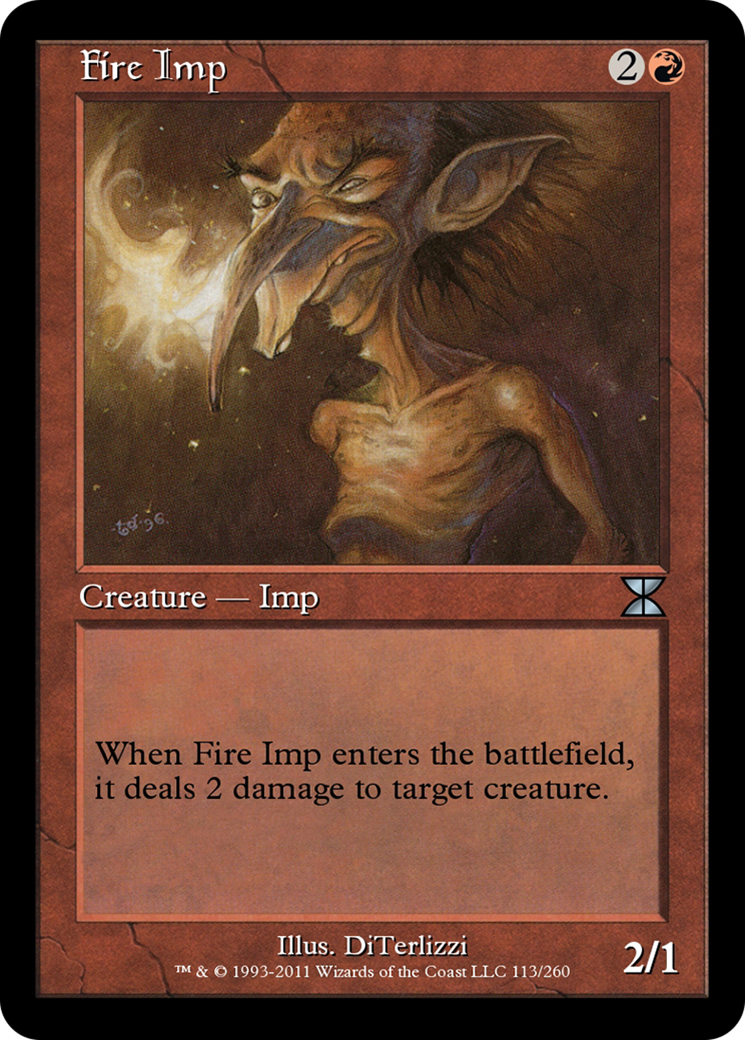 Fire Imp
2
Creature — Imp
When Fire Imp enters the battlefield,
it deals 2 damage to target creature.
Illus. DiTerlizzi
™ & © 1993-2011 Wizards of the Coast LLC 113/260
2/1